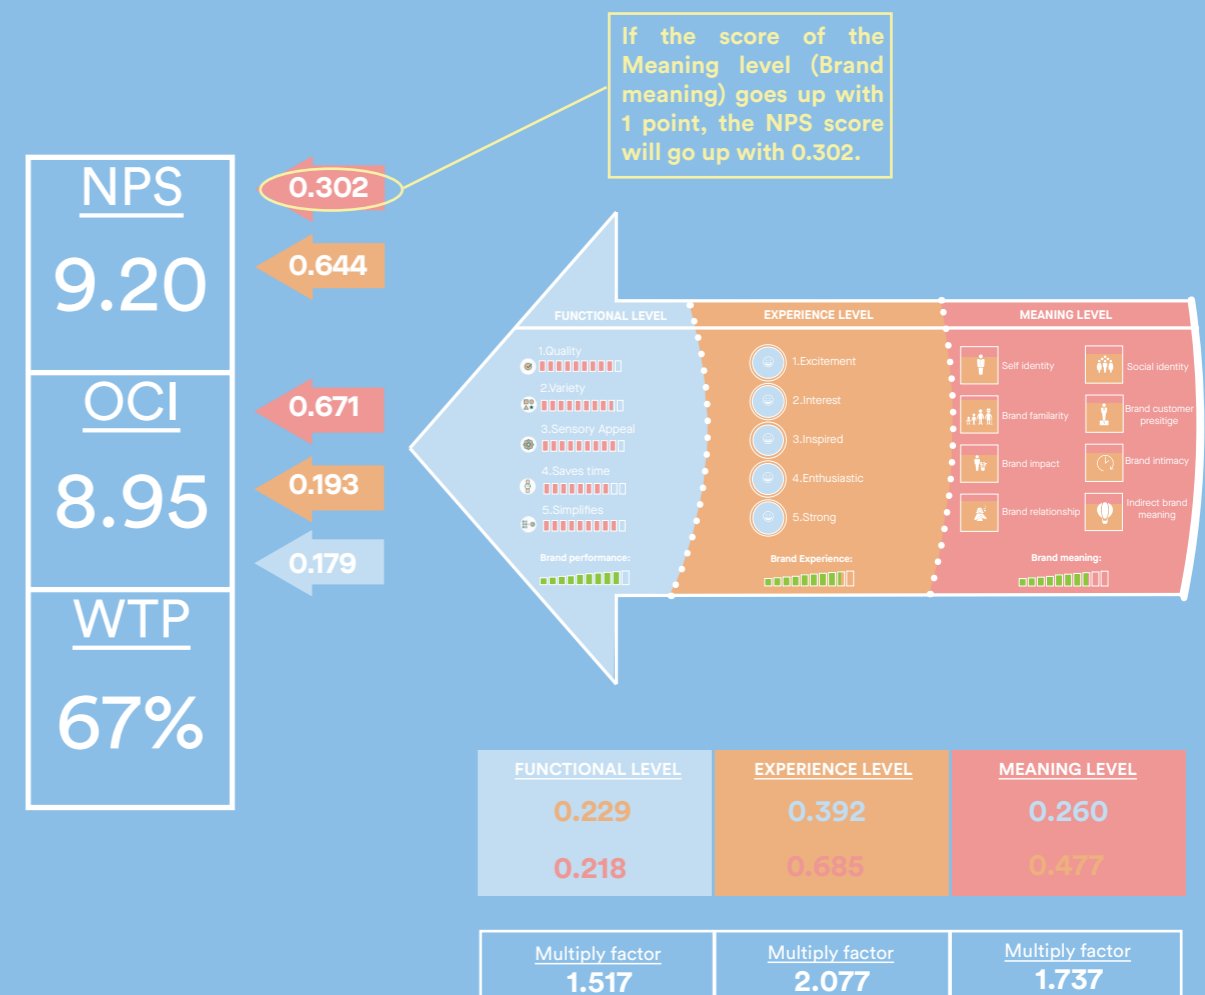 If the score of the
Meaning level (Brand
meaning) goes up with
1 point, the NPS score
will go up with 0.302.
NPS
9.20
OCI
8.95
WTP
67%
0.302
0.644
0.671
0.193
0.179
FUNCTIONAL LEVEL
1.Quality
2.Variety
3.Sensory Appeal
4.Saves time
5.Simplifies
Brand performance:
EXPERIENCE LEVEL
1.Excitement
2.Interest
3.Inspired
4.Enthusiastic
5.Strong
Brand Experience:
MEANING LEVEL
Self identity
Social identity
Brand familarity
Brand customer
presitige
Brand impact
Brand intimacy
Brand relationship
Indirect brand
meaning
Brand meaning:
FUNCTIONAL LEVEL
0.229
0.218
EXPERIENCE LEVEL
0.392
0.685
MEANING LEVEL
0.260
0.477
Multiply factor
1.517
Multiply factor
2.077
Multiply factor
1.737